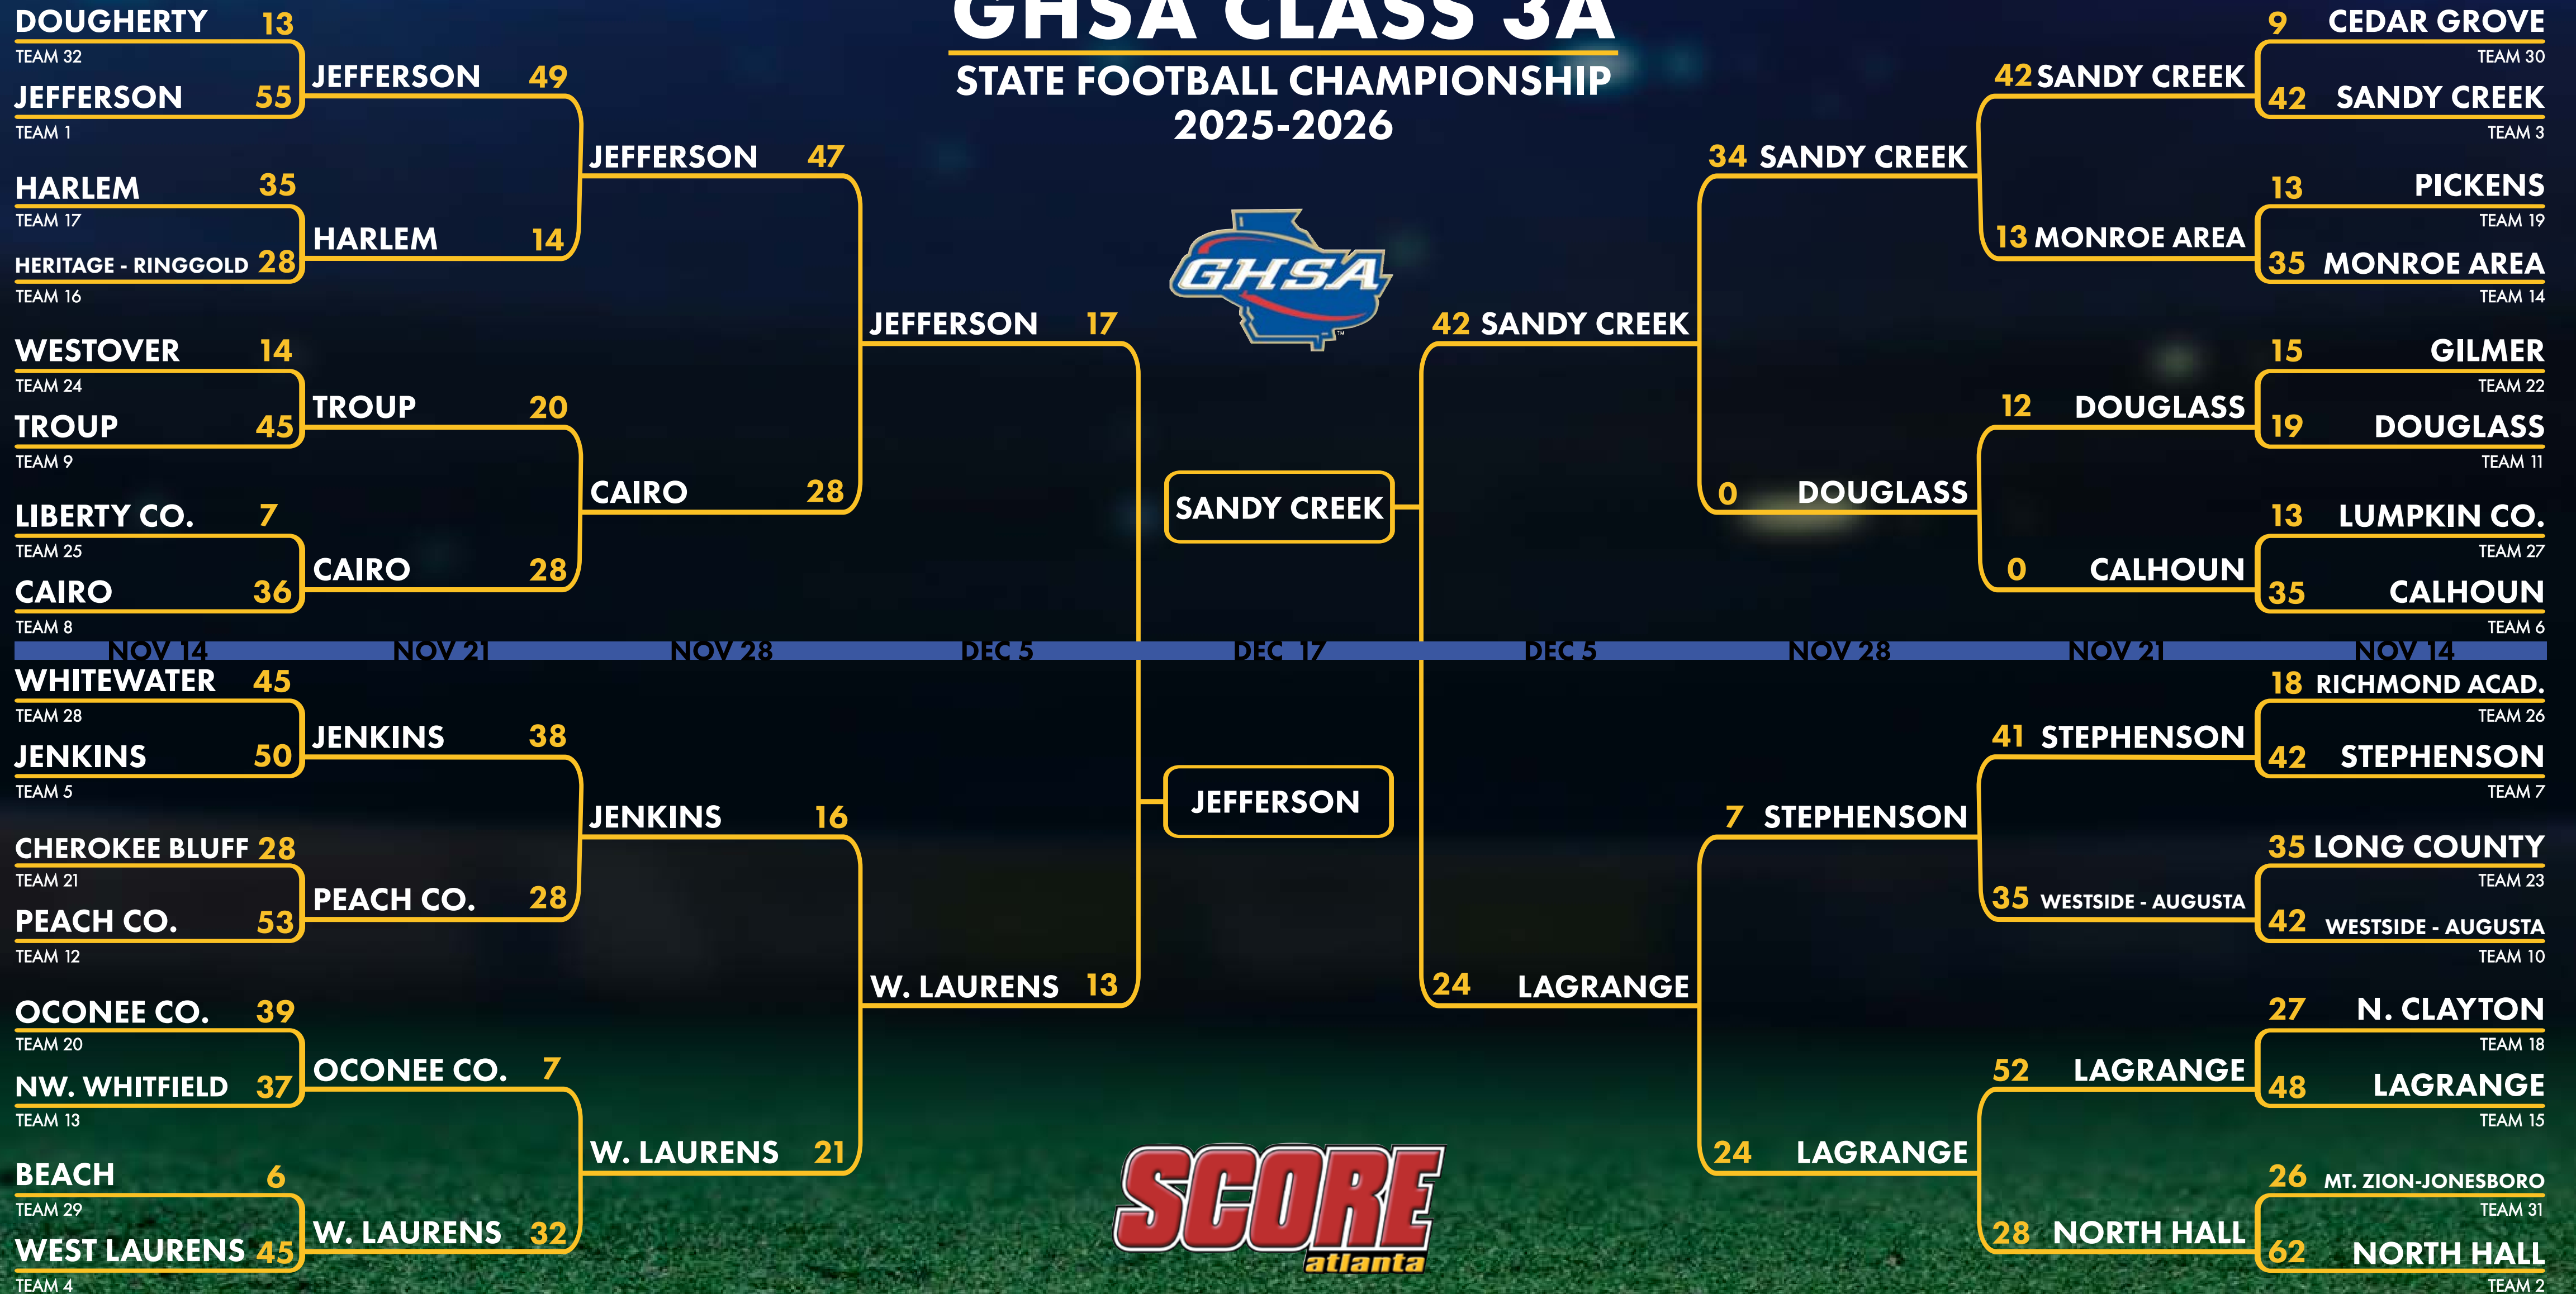 GHSA CLASS 3A
STATE FOOTBALL CHAMPIONSHIP
2025-2026
DOUGHERTY 13
TEAM 32
JEFFERSON 55
TEAM 1
HARLEM 35
TEAM 17
HERITAGE - RINGGOLD 28
TEAM 16
WESTOVER 14
TEAM 24
TROUP 45
TEAM 9
LIBERTY CO. 7
TEAM 25
CAIRO 36
TEAM 8
JEFFERSON 49
HARLEM 14
TROUP 20
CAIRO 28
JEFFERSON 47
CAIRO 28
JEFFERSON 17
GHSA
TM
SANDY CREEK
42 SANDY CREEK
34 SANDY CREEK
0 DOUGLASS
42 SANDY CREEK
13 MONROE AREA
12 DOUGLASS
0 CALHOUN
9 CEDAR GROVE
TEAM 30
42 SANDY CREEK
TEAM 3
13 PICKENS
TEAM 19
35 MONROE AREA
TEAM 14
15 GILMER
TEAM 22
19 DOUGLASS
TEAM 11
13 LUMPKIN CO.
TEAM 27
35 CALHOUN
TEAM 6
NOV 14 NOV 21 NOV 28 DEC 5 DEC 17 DEC 5 NOV 28 NOV 21 NOV 14
WHITEWATER 45
TEAM 28
JENKINS 50
TEAM 5
CHEROKEE BLUFF 28
TEAM 21
PEACH CO. 53
TEAM 12
OCONEE CO. 39
TEAM 20
NW. WHITFIELD 37
TEAM 13
BEACH 6
TEAM 29
WEST LAURENS 45
TEAM 4
JENKINS 38
PEACH CO. 28
OCONEE CO. 7
W. LAURENS 32
JENKINS 16
W. LAURENS 21
W. LAURENS 13
JEFFERSON
24 LAGRANGE
7 STEPHENSON
24 LAGRANGE
41 STEPHENSON
35 WESTSIDE - AUGUSTA
52 LAGRANGE
28 NORTH HALL
18 RICHMOND ACAD.
TEAM 26
42 STEPHENSON
TEAM 7
35 LONG COUNTY
TEAM 23
42 WESTSIDE - AUGUSTA
TEAM 10
27 N. CLAYTON
TEAM 18
48 LAGRANGE
TEAM 15
26 MT. ZION-JONESBORO
TEAM 31
62 NORTH HALL
TEAM 2
SCORE
atlanta